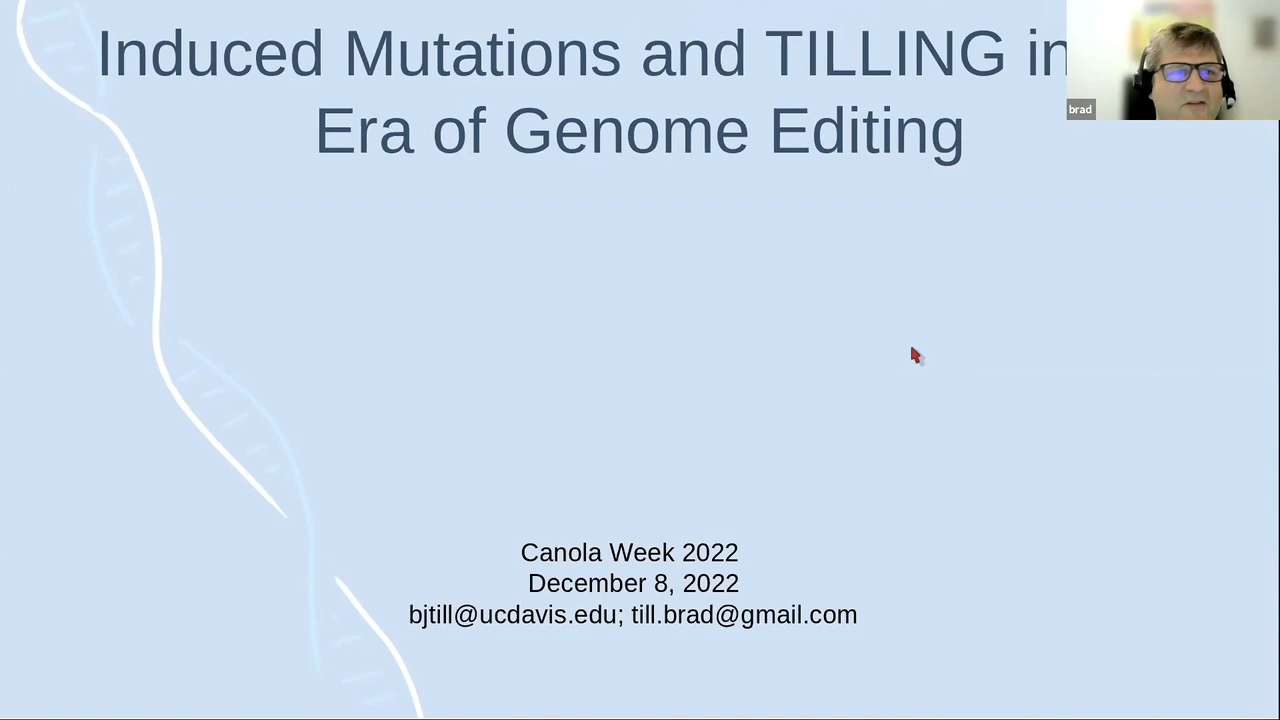 Induced Mutations and TILLING in
Era of Genome Editing
brad
Canola Week 2022
December 8, 2022
bjtill@ucdavis.edu; till.brad@gmail.com